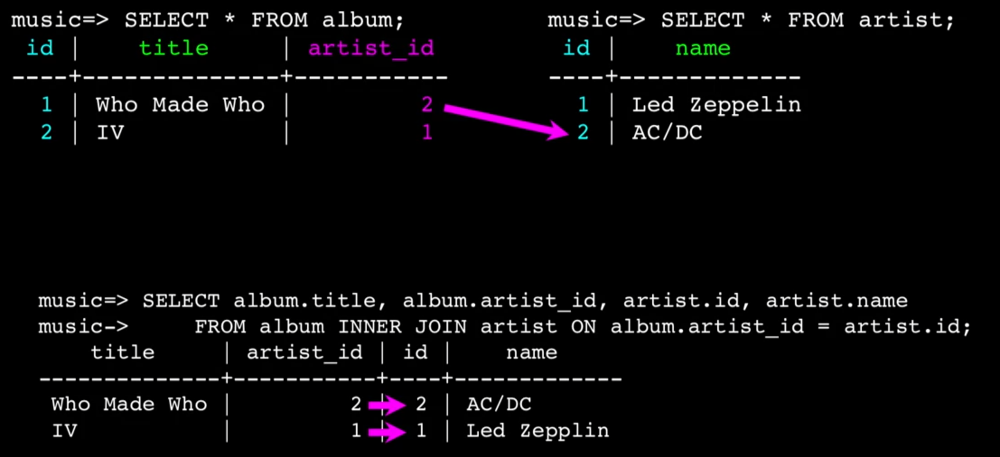 music=> SELECT * FROM album;
id | title | artist_id
----+--------------+-----------
1 | Who Made Who | 2
2 | IV | 1
music=> SELECT * FROM artist;
id | name
----+-------------
1 | Led Zeppelin
2 | AC/DC
music=> SELECT album.title, album.artist_id, artist.id, artist.name
music-> FROM album INNER JOIN artist ON album.artist_id = artist.id;
title | artist_id | id | name
--------------+-----------+----+-------------
Who Made Who | 2 | 2 | AC/DC
IV | 1 | 1 | Led Zepplin